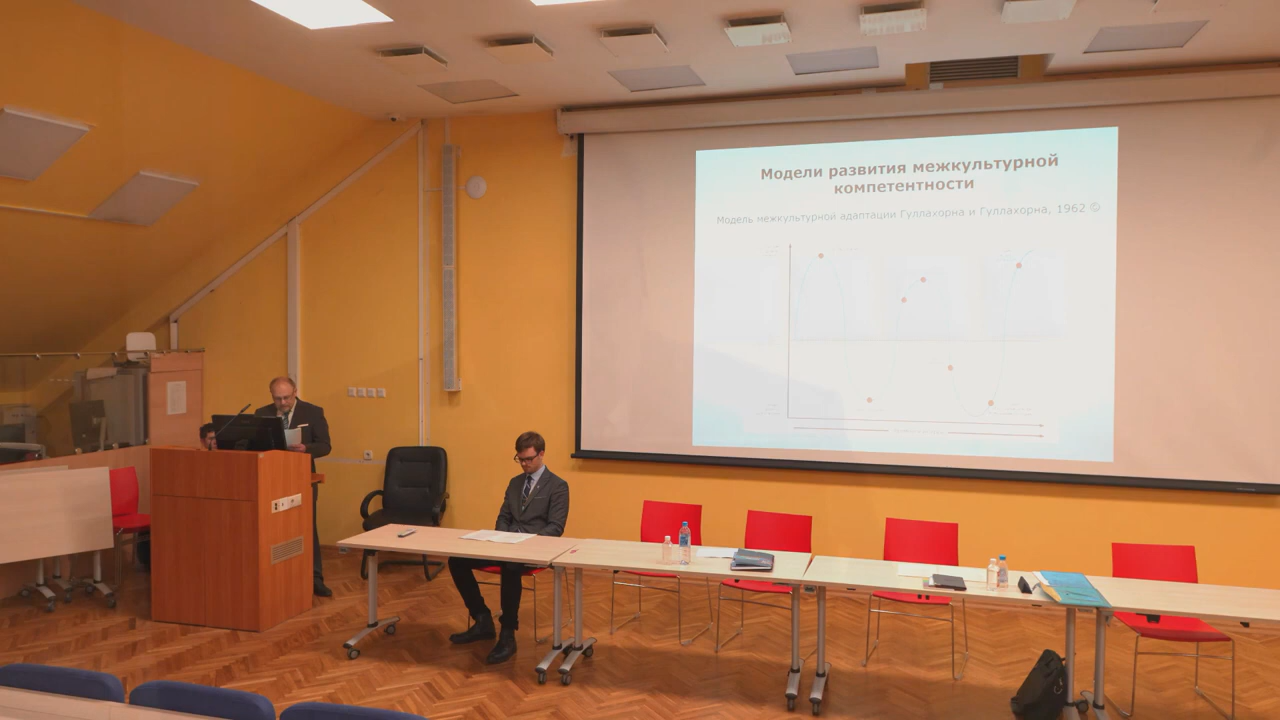 Модели развития межкультурной
компетентности
Модель межкультурной адаптации Гуллахорна и Гуллахорна, 1962 ©